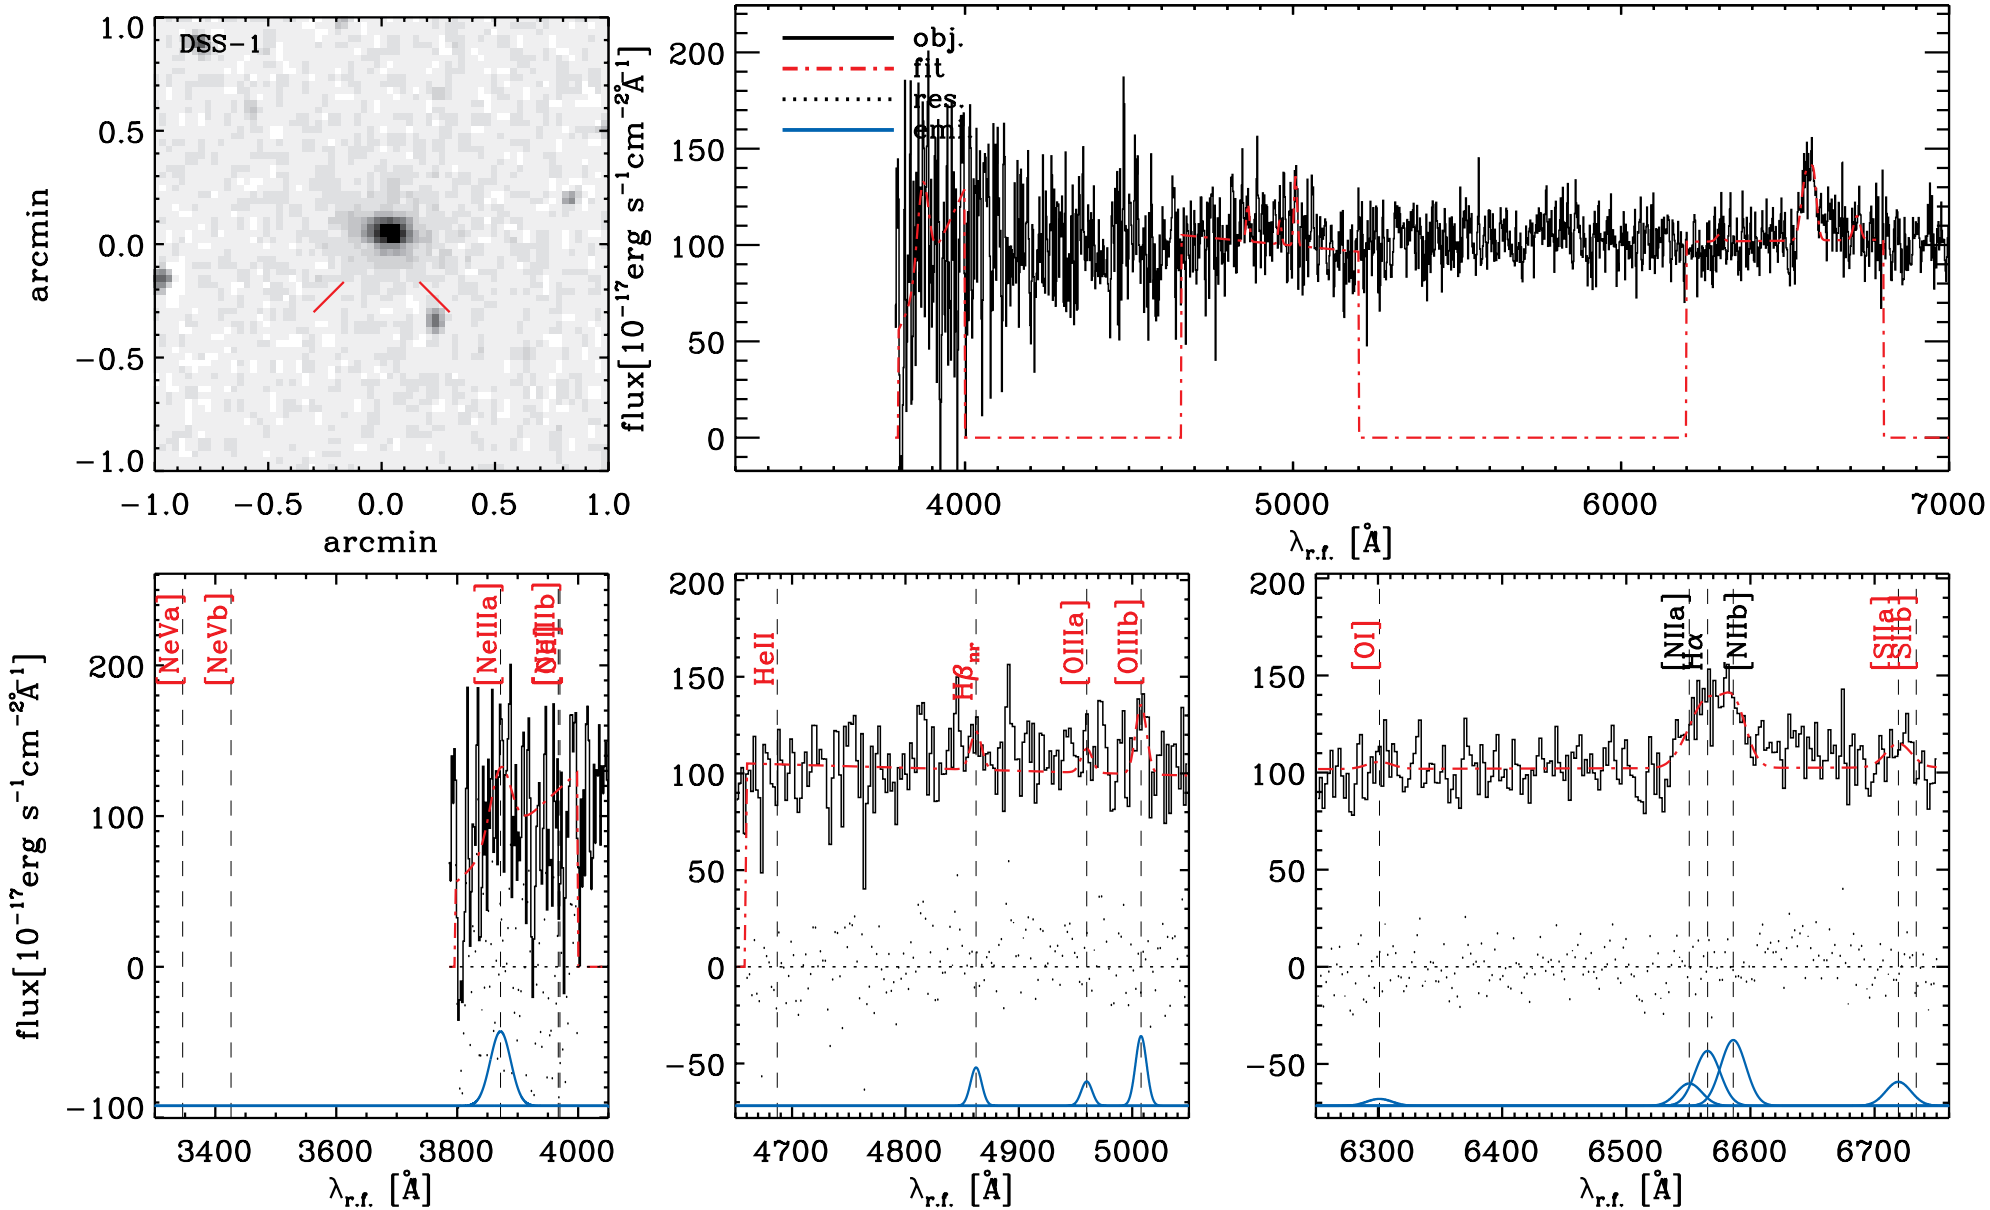 DSS-1
1.0
0.5
0.0
-0.5
-1.0
arcmin
-1.0 -0.5 0.0 0.5 1.0
arcmin
obj.
fit
res.
emi.
200
150
100
50
0
flux[10⁻¹⁷erg s⁻¹cm⁻²Å⁻¹]
4000 5000 6000 7000
λr.f. [Å]
[NeVa]
[NeVb]
[NeIIIa]
200
100
0
-100
flux[10⁻¹⁷erg s⁻¹cm⁻²Å⁻¹]
3400 3600 3800 4000
λr.f. [Å]
HeII
Hβnr
[OIIIa]
[OIIIb]
200
150
100
50
0
-50
4700 4800 4900 5000
λr.f. [Å]
[OI]
[NIIa]
Hα
[NIIb]
[SIIa]
[SIIb]
200
150
100
50
0
-50
6300 6400 6500 6600 6700
λr.f. [Å]